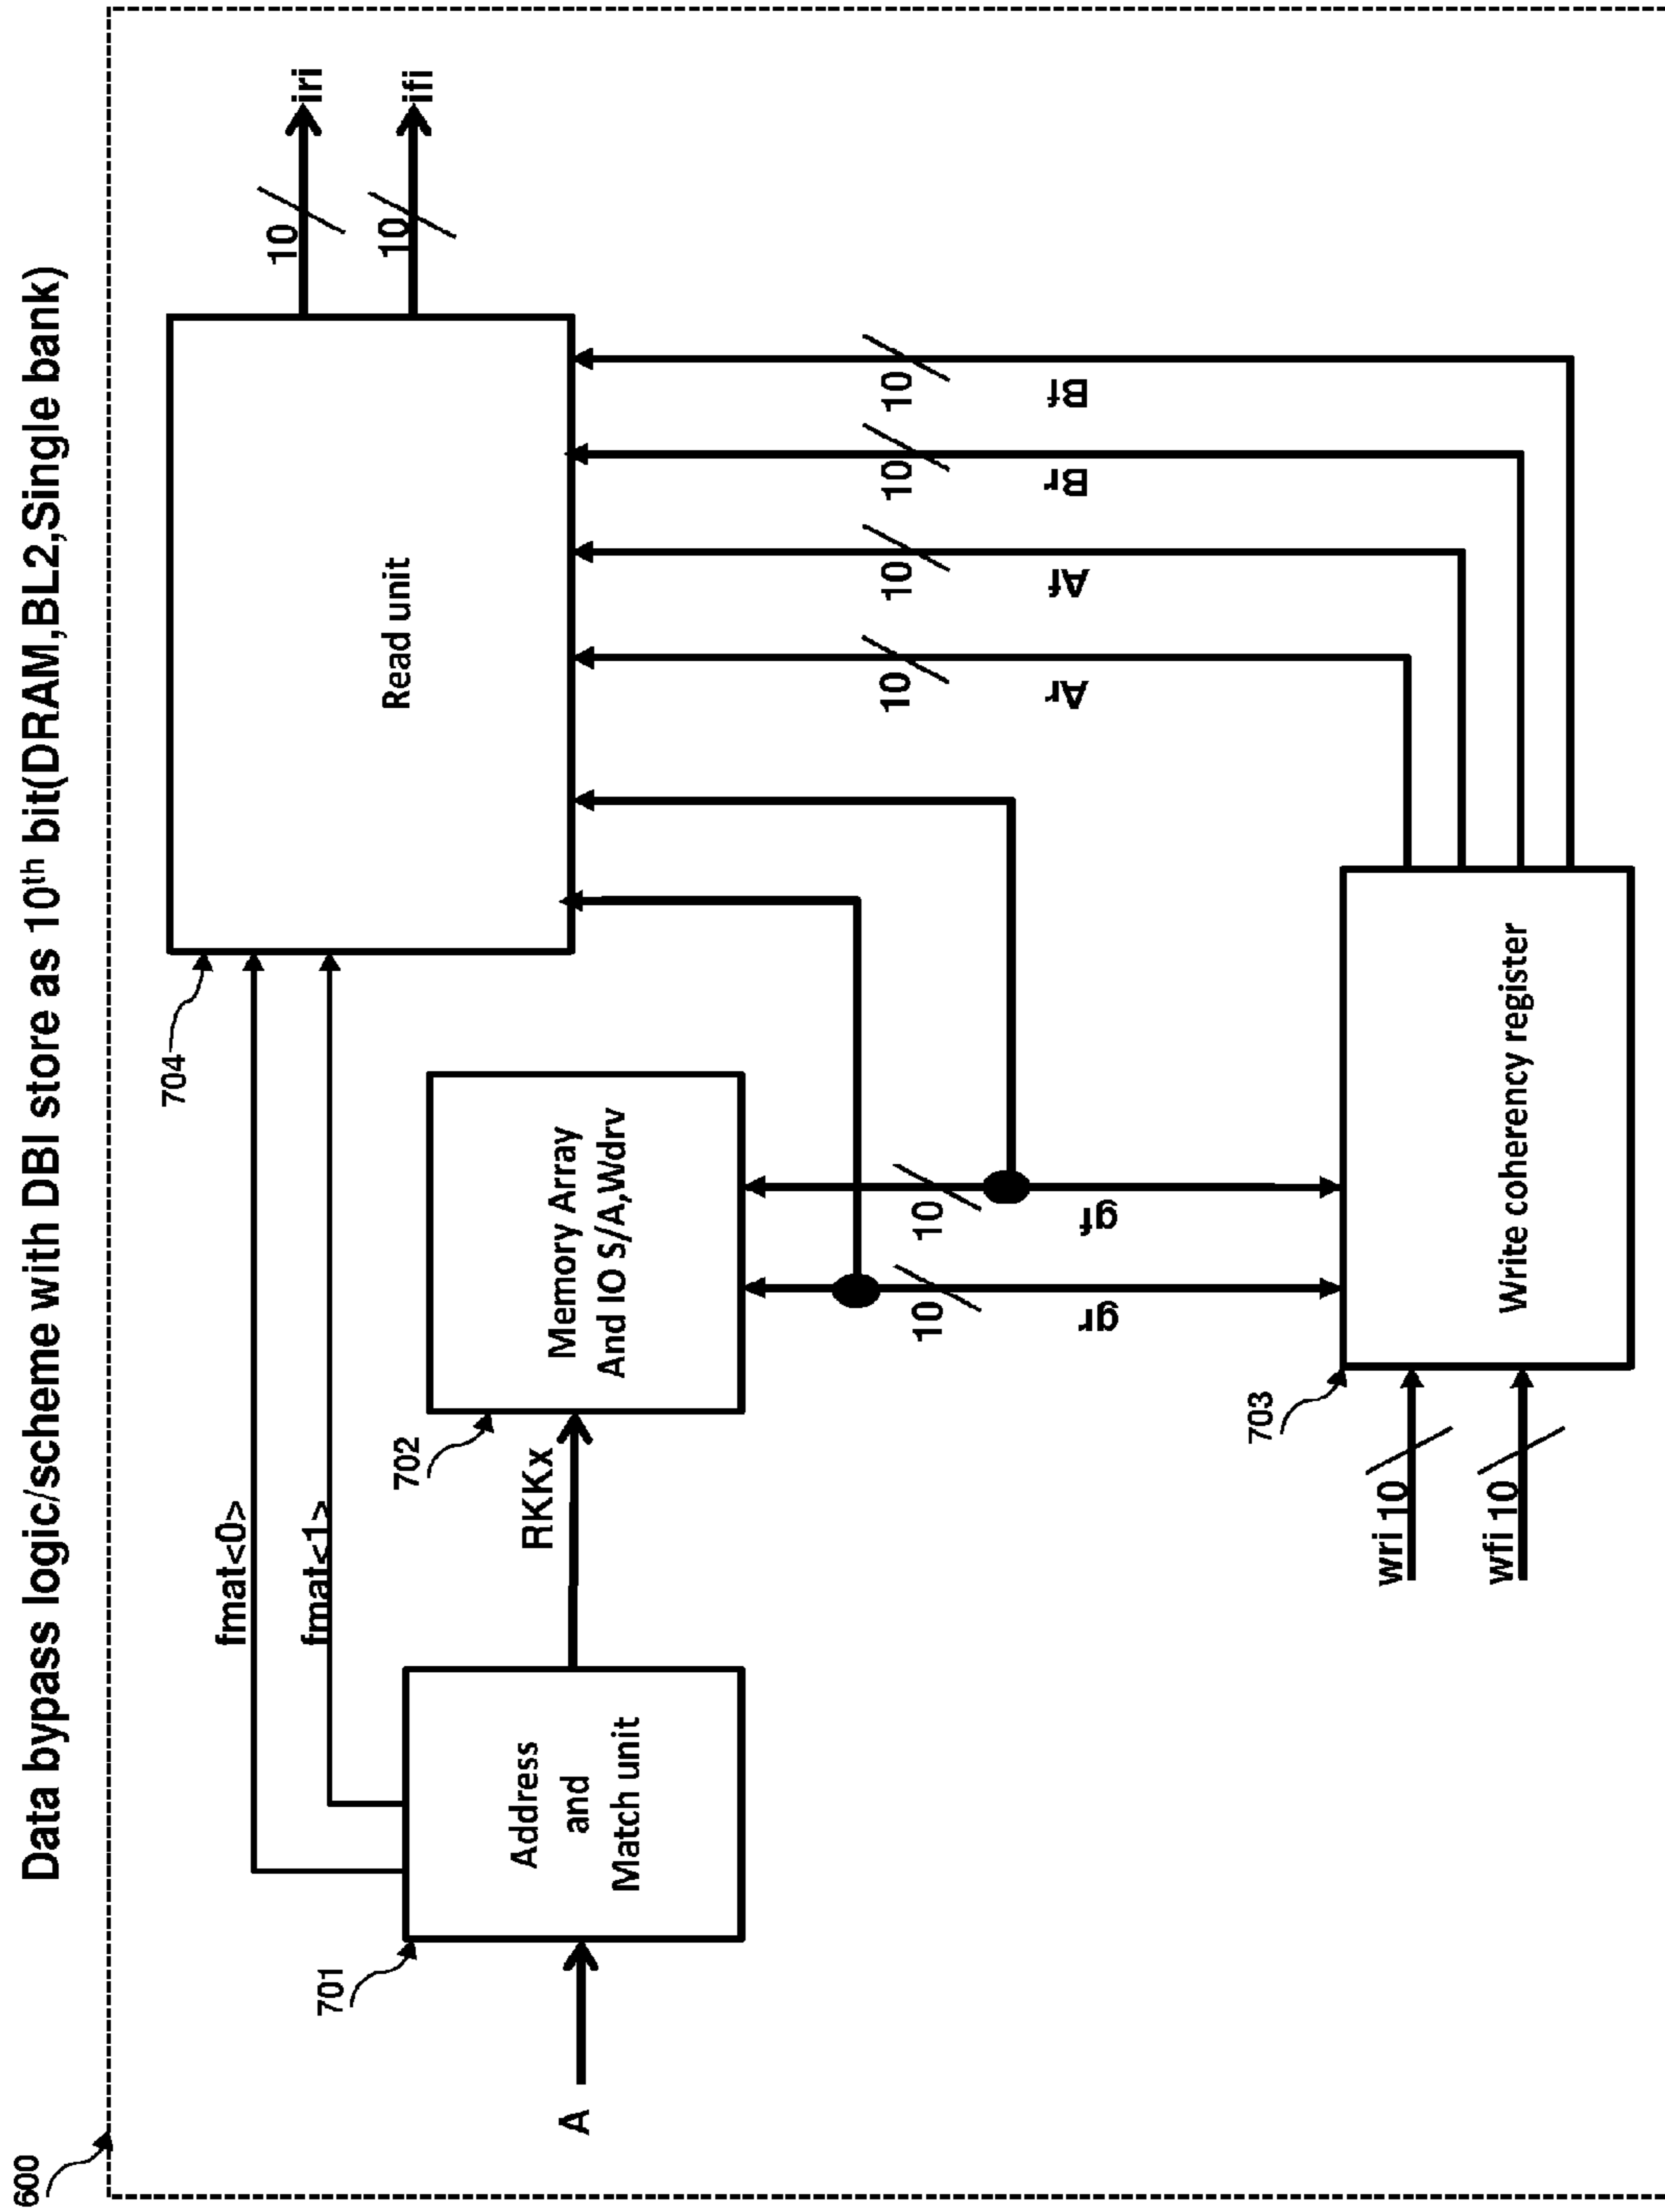 Data bypass logic/scheme with DBI store as 10th bit(DRAM,BL2,Single bank)
600
704
fmat<0>
fmat<1>
Read unit
10
iri
10
ifi
701
A
Address
and
Match unit
RKKx
702
Memory Array
And IO S/A,Wdrv
10
gr
10
gf
10
Ar
10
Af
10
Br
10
Bf
703
wri 10
wfi 10
Write coherency register